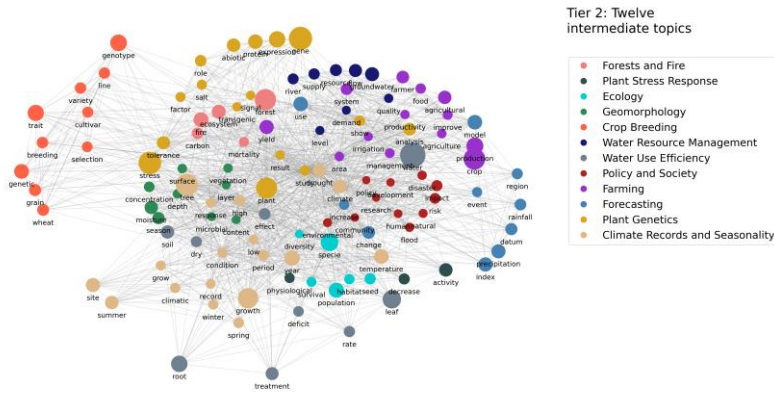 Tier 2: Twelve
intermediate topics
Forests and Fire
Plant Stress Response
Ecology
Geomorphology
Crop Breeding
Water Resource Management
Water Use Efficiency
Policy and Society
Farming
Forecasting
Plant Genetics
Climate Records and Seasonality
genotype
line
variety
trait
cultivar
breeding
selection
genetic
grain
wheat
role
abiotic
protein
expression
gene
salt
factor
signal
transgenic
ecosystem
fire
carbon
forest
mortality
yield
tolerance
stress
river
supply
resource
flow
groundwater
system
farmer
food
agricultural
quality
use
demand
level
show
productivity
improve
model
analysis
agriculture
irrigation
management
water
production
crop
result
study
drought
area
surface
tree
vegetation
layer
concentration
depth
moisture
season
response
microbial
high
plant
content
effect
soil
dry
climate
policy
development
disaster
impact
research
risk
increase
human
natural
flood
community
environmental
region
event
rainfall
datum
precipitation
index
change
diversity
specie
low
condition
period
year
temperature
activity
grow
climatic
record
physiological
survival
population
habitat
seed
decrease
leaf
site
summer
winter
growth
spring
deficit
rate
root
treatment